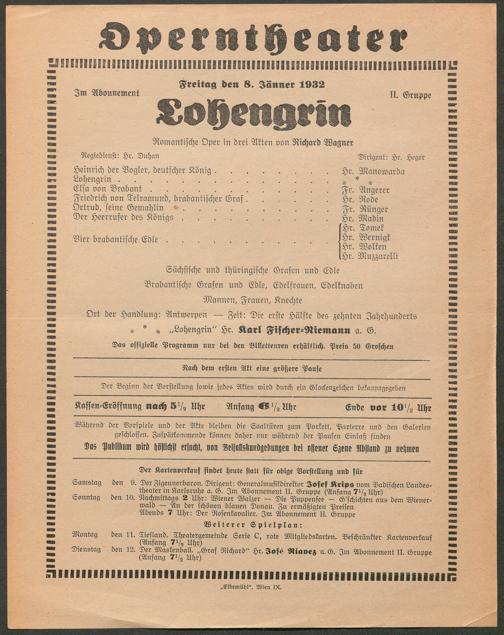 Operntheater
Freitag den 8. Jänner 1932
Im Abonnement II. Gruppe
Lohengrin
Romantische Oper in drei Akten von Richard Wagner
Regiedienst: Hr. Duhan Dirigent: Hr. Heger
Heinrich der Vogler, deutscher König . . . . . . . . Hr. Manowarda
Lohengrin . . . . . . . . . . * * *
Elsa von Brabant . . . . . . . . . Fr. Angerer
Friedrich von Telramund, brabantischer Graf . . . . . . Hr. Rode
Ortrud, seine Gemahlin . . . . . . . . Fr. Rünger
Der Heerrufer des Königs . . . . . . . . Hr. Madin
Hr. Tomek
Vier brabantische Edle . . . . . . . . Hr. Wernigk
Hr. Wolken
Hr. Muzzarelli
Sächsische und thüringische Grafen und Edle
Brabantische Grafen und Edle, Edelfrauen, Edelknaben
Mannen, Frauen, Knechte
Ort der Handlung: Antwerpen — Zeit: Die erste Hälfte des zehnten Jahrhunderts
* * * „Lohengrin" Hr. Karl Fischer-Niemann a. G.
Das offizielle Programm nur bei den Billetteuren erhältlich. Preis 50 Groschen
Nach dem ersten Akt eine größere Pause
Der Beginn der Vorstellung sowie jedes Aktes wird durch ein Glockenzeichen bekanntgegeben
Kassen-Eröffnung nach 5½ Uhr Anfang 6½ Uhr Ende vor 10½ Uhr
Während der Vorspiele und der Akte bleiben die Saaltüren zum Parkett, Parterre und den Galerien
geschlossen. Zuspätkommende können daher nur während der Pausen Einlaß finden
Das Publikum wird höflichst ersucht, von Beifallskundgebungen bei offener Szene Abstand zu nehmen
Der Kartenverkauf findet heute statt für obige Vorstellung und für
Samstag den 9. Der Zigeunerbaron. Dirigent: Generalmusikdirektor Josef Krips vom Badischen Landes-
theater in Karlsruhe a. G. Im Abonnement II. Gruppe (Anfang 7½ Uhr)
Sonntag den 10. Nachmittags 2 Uhr: Wiener Walzer — Die Puppenfee — G'schichten aus dem Wiener-
wald — An der schönen blauen Donau. Zu ermäßigten Preisen
Abends 7 Uhr: Der Rosenkavalier. Im Abonnement II. Gruppe
Weiterer Spielplan:
Montag den 11. Tiefland. Theatergemeinde Serie C, rote Mitgliedskarten. Beschränkter Kartenverkauf
(Anfang 7½ Uhr)
Dienstag den 12. Der Maskenball. „Graf Richard" Hr. José Riavez a. G. Im Abonnement II. Gruppe
(Anfang 7½ Uhr)
„Elbemühl", Wien IX.